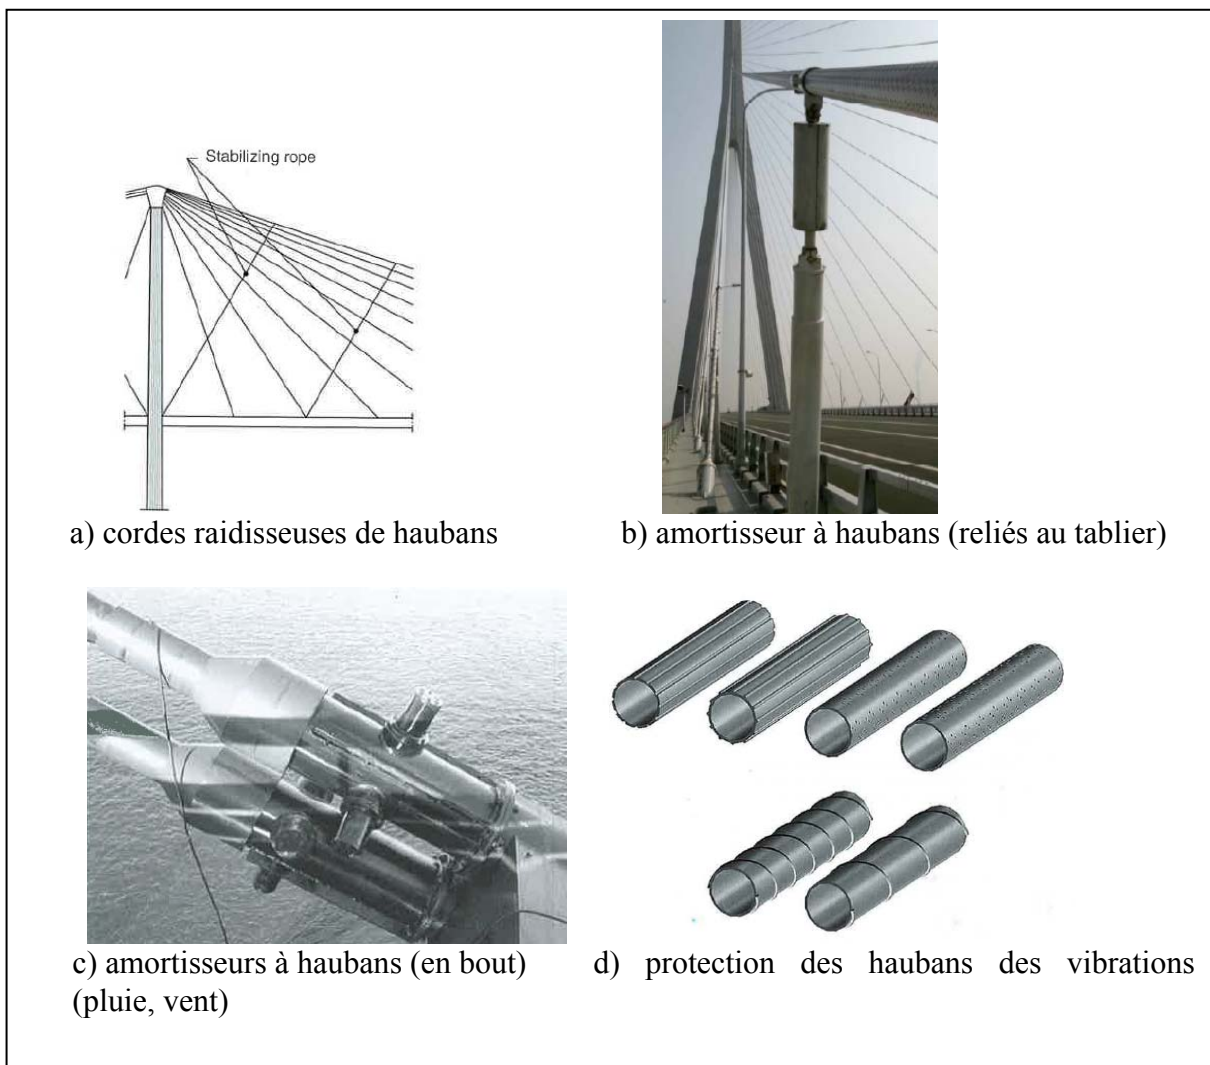 Stabilizing rope
a) cordes raidisseuses de haubans
b) amortisseur à haubans (reliés au tablier)
c) amortisseurs à haubans (en bout)
(pluie, vent)
d) protection des haubans des vibrations